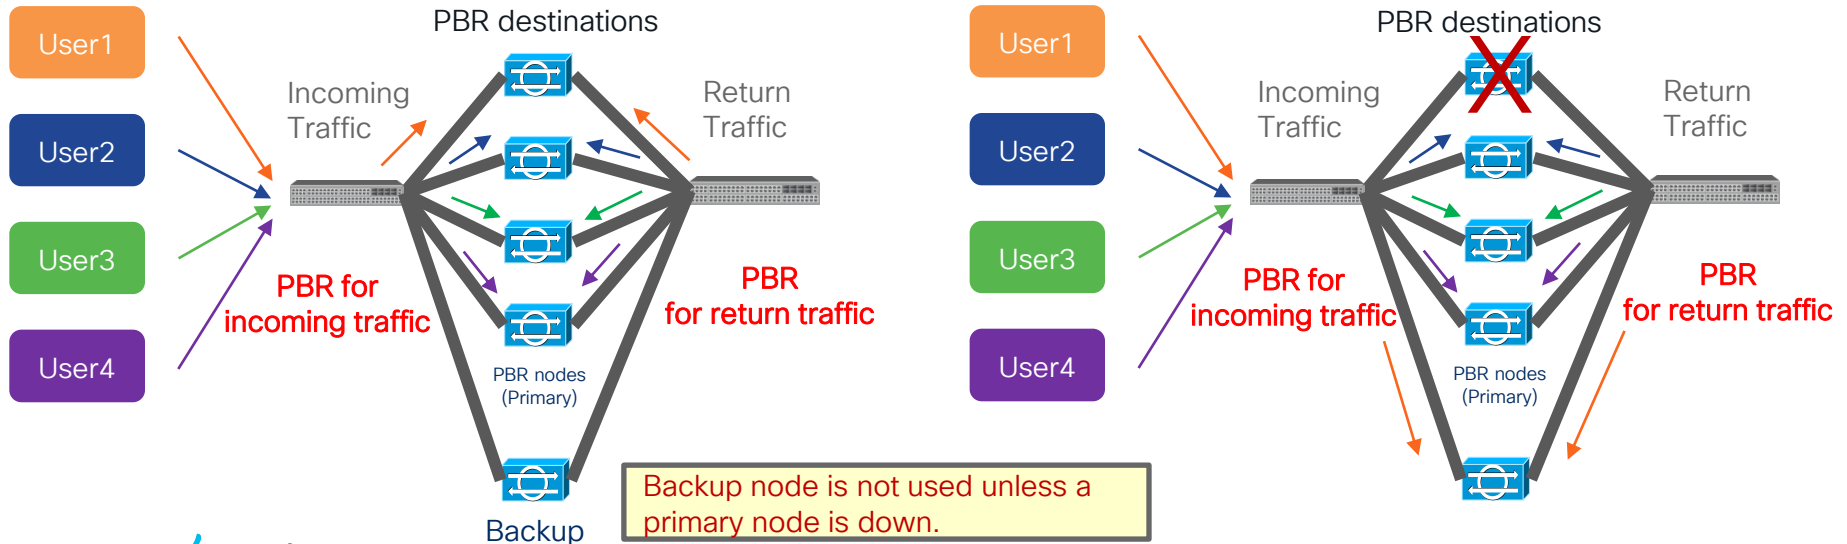 PBR destinations
User1
User2
User3
User4
Incoming
Traffic
Return
Traffic
PBR for
incoming traffic
PBR
for return traffic
PBR nodes
(Primary)
Backup
PBR destinations
User1
User2
User3
User4
Incoming
Traffic
Return
Traffic
PBR for
incoming traffic
PBR
for return traffic
PBR nodes
(Primary)
Backup node is not used unless a
primary node is down.